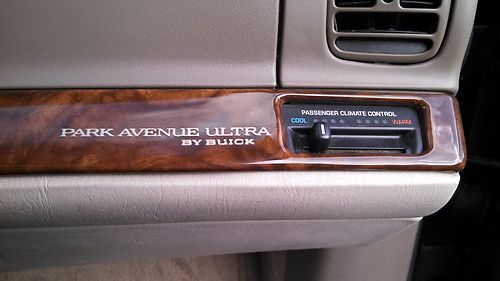 PARK AVENUE ULTRA
BY BUICK
PASSENGER CLIMATE CONTROL
COOL
WARM